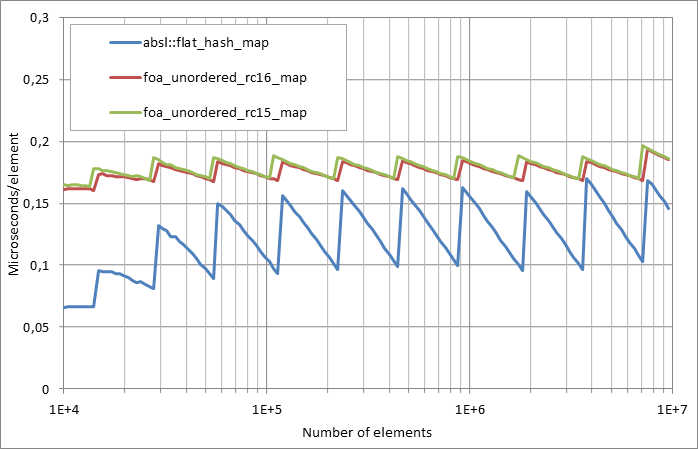 0,3
0,25
0,2
0,15
0,1
0,05
0
Microseconds/element
absl::flat_hash_map
foa_unordered_rc16_map
foa_unordered_rc15_map
1E+4 1E+5 1E+6 1E+7
Number of elements